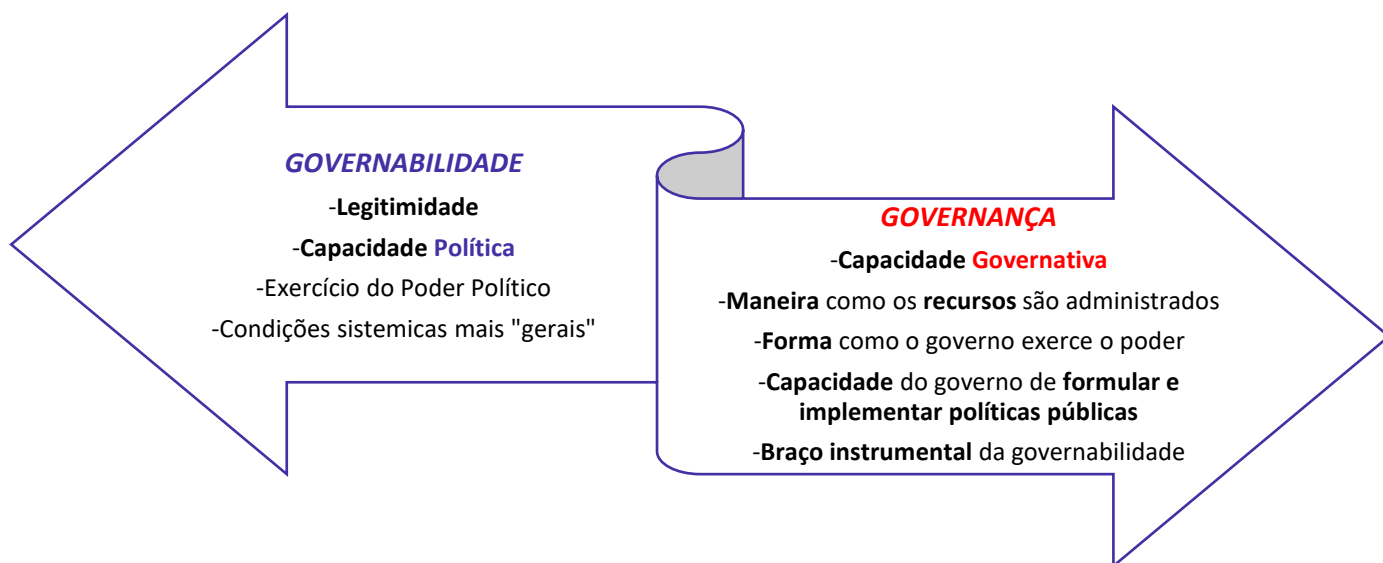 GOVERNABILIDADE
-Legitimidade
-Capacidade Política
-Exercício do Poder Político
-Condições sistemicas mais "gerais"
GOVERNANÇA
-Capacidade Governativa
-Maneira como os recursos são administrados
-Forma como o governo exerce o poder
-Capacidade do governo de formular e
implementar políticas públicas
-Braço instrumental da governabilidade